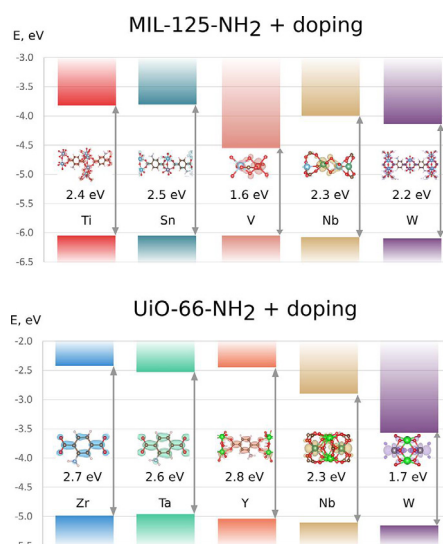 MIL-125-NH2 + doping
E, eV
-3.0
-3.5
-4.0
-4.5
-5.0
-5.5
-6.0
-6.5
2.4 eV 2.5 eV 1.6 eV 2.3 eV 2.2 eV
Ti Sn V Nb W
UiO-66-NH2 + doping
E, eV
-2.0
-2.5
-3.0
-3.5
-4.0
-4.5
-5.0
-5.5
2.7 eV 2.6 eV 2.8 eV 2.3 eV 1.7 eV
Zr Ta Y Nb W